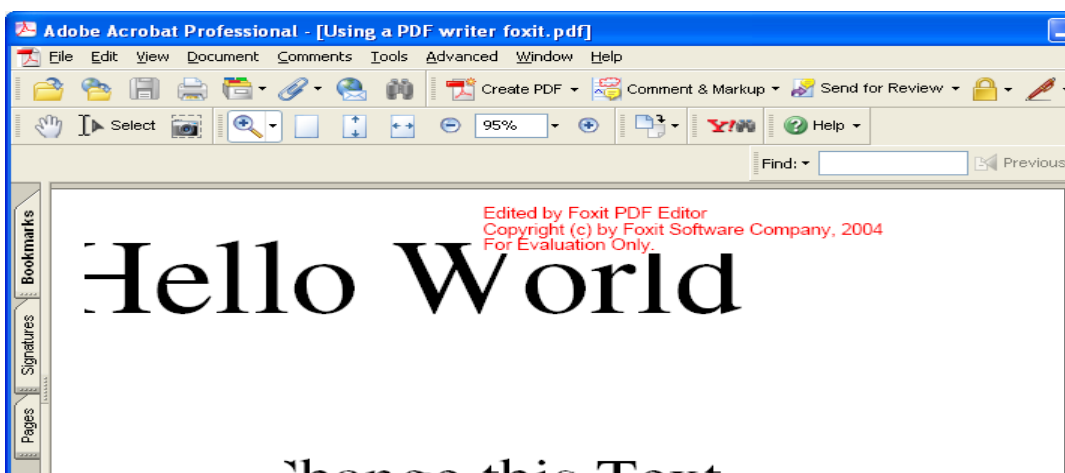 Adobe Acrobat Professional - [Using a PDF writer foxit.pdf]
File Edit View Document Comments Tools Advanced Window Help
Create PDF Comment & Markup Send for Review
Select 95% Y! Help
Find: Previous
Edited by Foxit PDF Editor
Copyright (c) by Foxit Software Company, 2004
For Evaluation Only.
Hello World
Bookmarks
Signatures
Pages
this Text